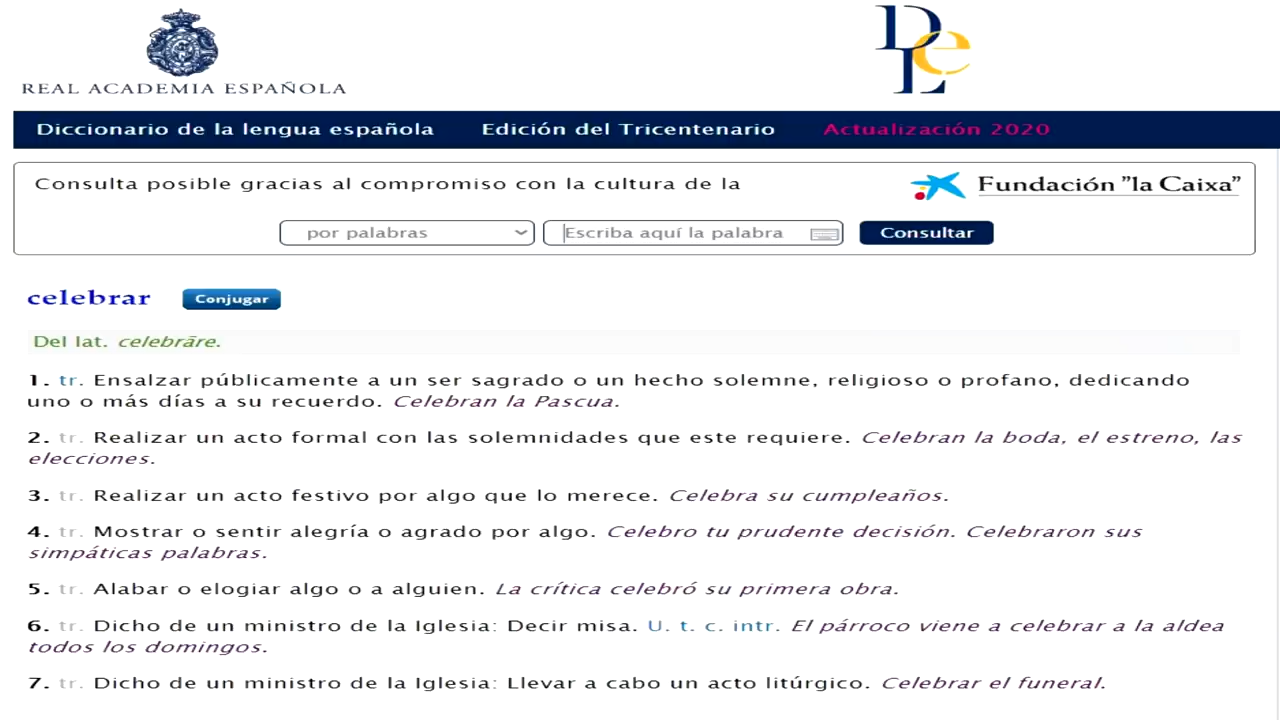 REAL ACADEMIA ESPAÑOLA
DLe
Diccionario de la lengua española Edición del Tricentenario Actualización 2020
Consulta posible gracias al compromiso con la cultura de la Fundación "la Caixa"
por palabras Escriba aquí la palabra Consultar
celebrar Conjugar
Del lat. celebrāre.
1. tr. Ensalzar públicamente a un ser sagrado o un hecho solemne, religioso o profano, dedicando
uno o más días a su recuerdo. Celebran la Pascua.
2. tr. Realizar un acto formal con las solemnidades que este requiere. Celebran la boda, el estreno, las
elecciones.
3. tr. Realizar un acto festivo por algo que lo merece. Celebra su cumpleaños.
4. tr. Mostrar o sentir alegría o agrado por algo. Celebro tu prudente decisión. Celebraron sus
simpáticas palabras.
5. tr. Alabar o elogiar algo o a alguien. La crítica celebró su primera obra.
6. tr. Dicho de un ministro de la Iglesia: Decir misa. U. t. c. intr. El párroco viene a celebrar a la aldea
todos los domingos.
7. tr. Dicho de un ministro de la Iglesia: Llevar a cabo un acto litúrgico. Celebrar el funeral.